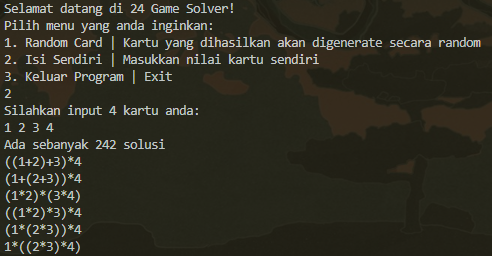 Selamat datang di 24 Game Solver!
Pilih menu yang anda inginkan:
1. Random Card | Kartu yang dihasilkan akan digenerate secara random
2. Isi Sendiri | Masukkan nilai kartu sendiri
3. Keluar Program | Exit
2
Silahkan input 4 kartu anda:
1 2 3 4
Ada sebanyak 242 solusi
((1+2)+3)*4
(1+(2+3))*4
(1*2)*(3*4)
((1*2)*3)*4
(1*(2*3))*4
1*((2*3)*4)